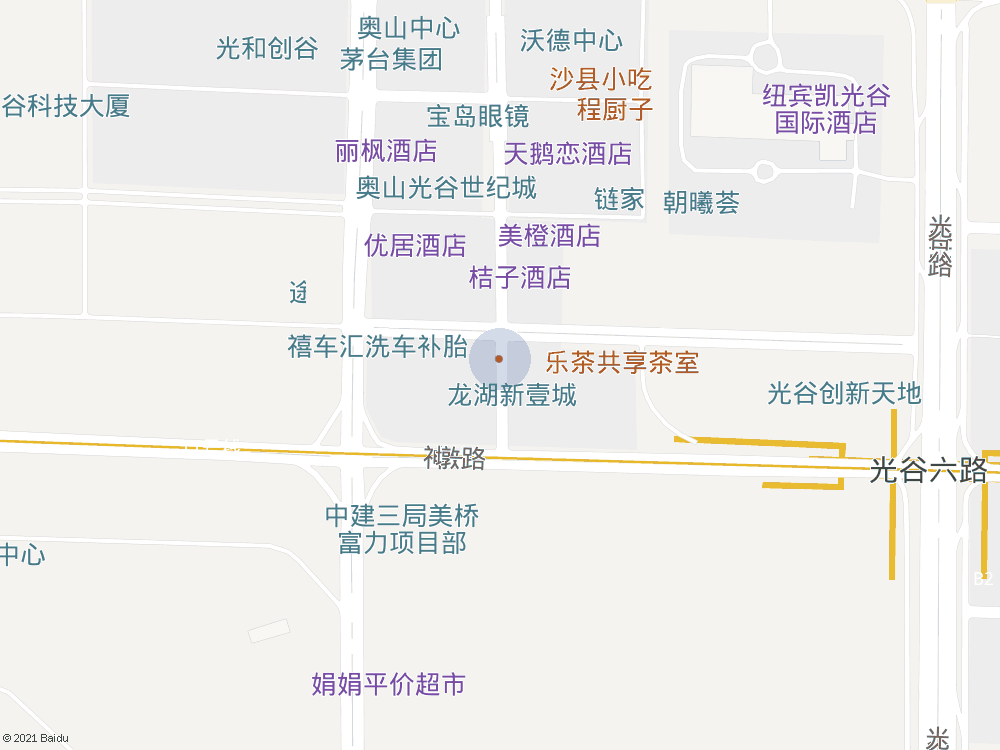 奥山中心
光和创谷
茅台集团
沃德中心
沙县小吃
程厨子
纽宾凯光谷
国际酒店
谷科技大厦
宝岛眼镜
丽枫酒店
天鹅恋酒店
奥山光谷世纪城
链家
朝曦荟
优居酒店
美橙酒店
桔子酒店
光谷
路
禧车汇洗车补胎
乐茶共享茶室
龙湖新壹城
光谷创新天地
神墩路
光谷六路
中建三局美桥
富力项目部
中心
B2
娟娟平价超市
光
© 2021 Baidu